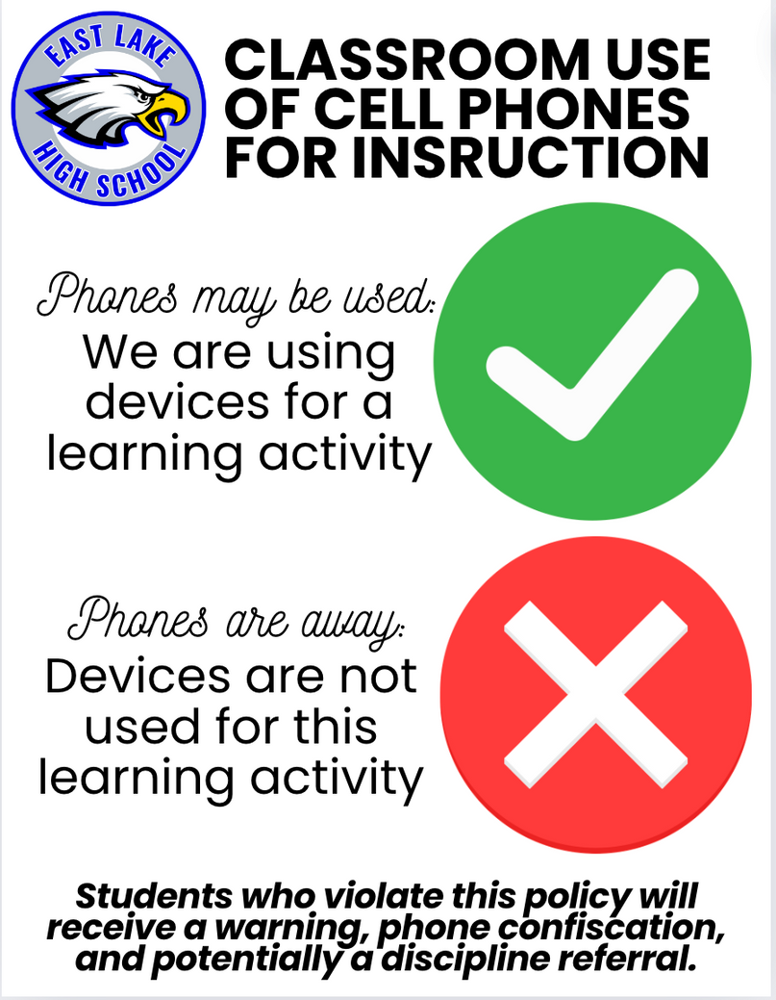 EAST LAKE
HIGH SCHOOL
CLASSROOM USE
OF CELL PHONES
FOR INSRUCTION
Phones may be used:
We are using
devices for a
learning activity
Phones are away:
Devices are not
used for this
learning activity
Students who violate this policy will
receive a warning, phone confiscation,
and potentially a discipline referral.